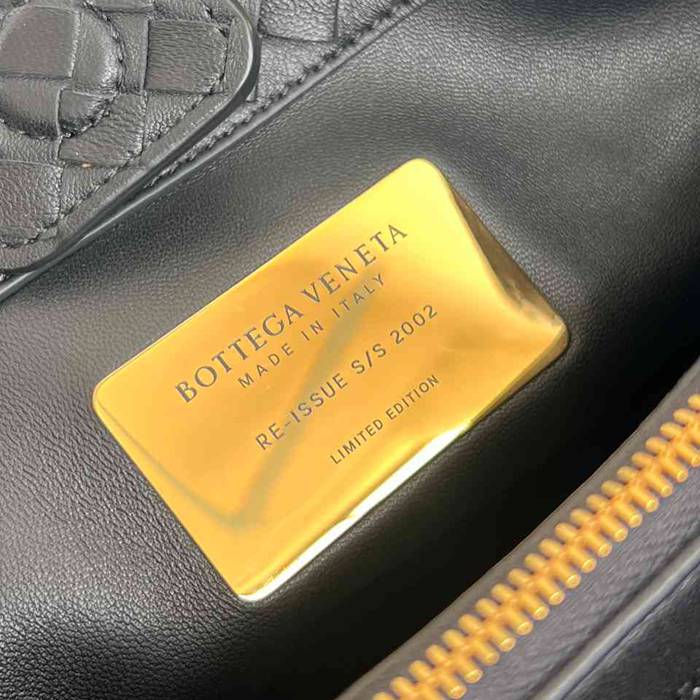 BOTTEGA VENETA
MADE IN ITALY
RE-ISSUE S/S 2002
LIMITED EDITION